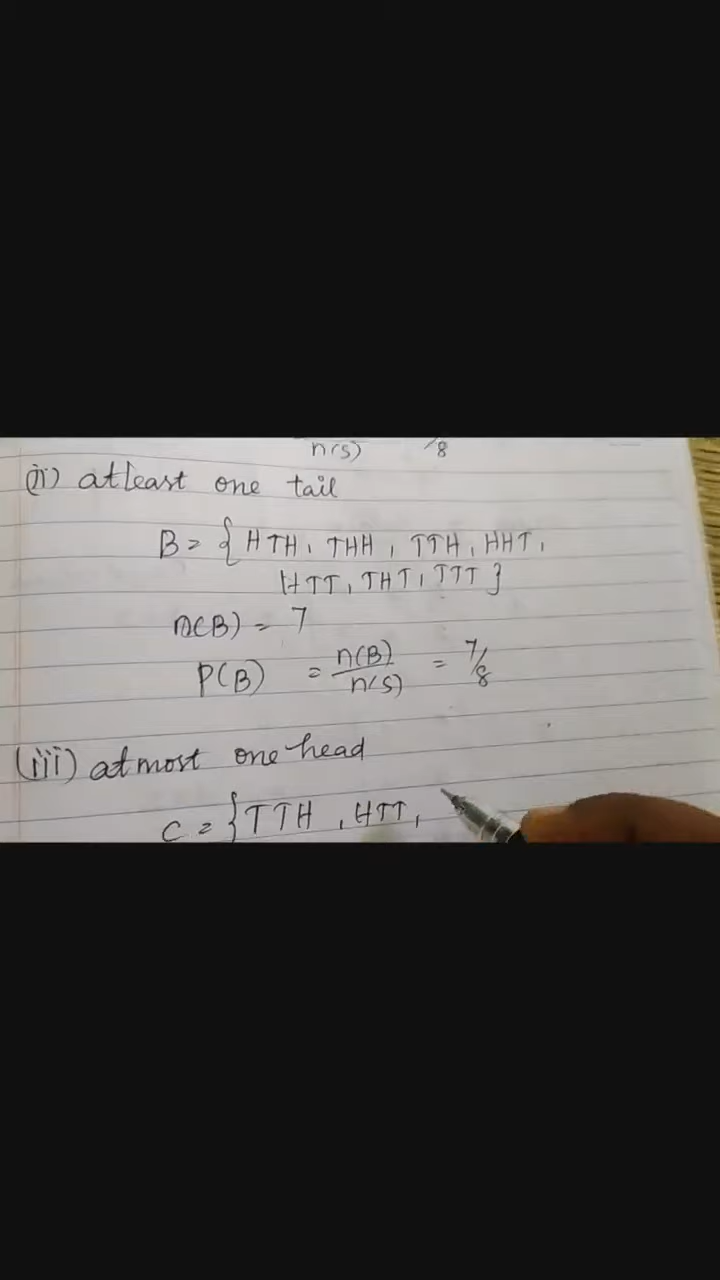 n(S) /8
(ii) atleast one tail
B = { HTH, THH, TTH, HHT,
HTT, THT, TTT }
n(B) = 7
P(B) = n(B)/n(S) = 7/8
(iii) atmost one head
C = { TTH, HTT,